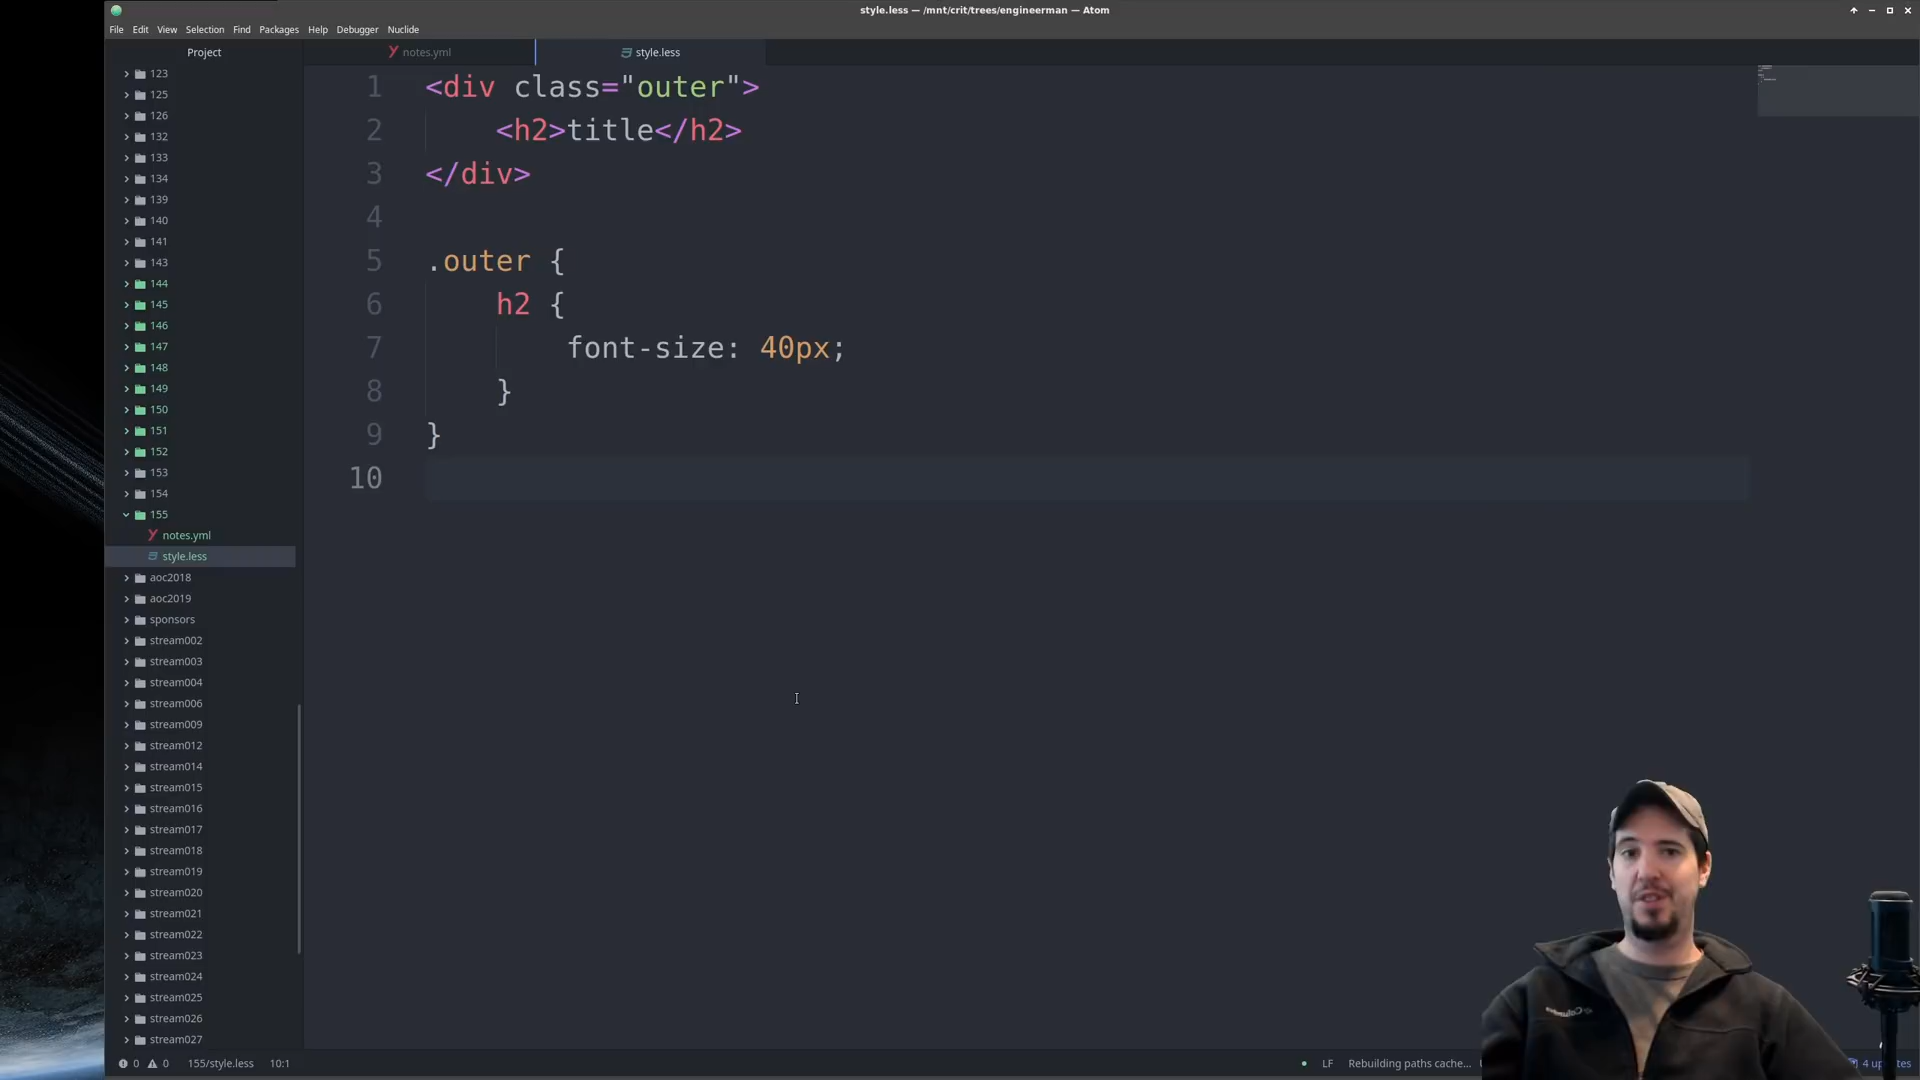 style.less — /mnt/crit/trees/engineerman — Atom
File Edit View Selection Find Packages Help Debugger Nuclide
Project
notes.yml
style.less
123
125
126
132
133
134
139
140
141
143
144
145
146
147
148
149
150
151
152
153
154
155
notes.yml
style.less
aoc2018
aoc2019
sponsors
stream002
stream003
stream004
stream006
stream009
stream012
stream014
stream015
stream016
stream017
stream018
stream019
stream020
stream021
stream022
stream023
stream024
stream025
stream026
stream027
1 <div class="outer">
2 <h2>title</h2>
3 </div>
4
5 .outer {
6 h2 {
7 font-size: 40px;
8 }
9 }
10
Columbia
0 0 155/style.less 10:1
LF Rebuilding paths cache...
4